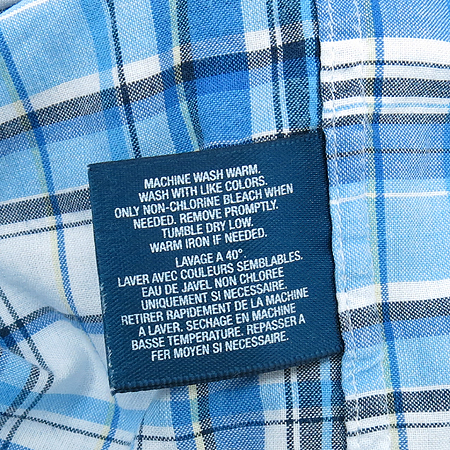 MACHINE WASH WARM.
WASH WITH LIKE COLORS.
ONLY NON-CHLORINE BLEACH WHEN
NEEDED. REMOVE PROMPTLY.
TUMBLE DRY LOW.
WARM IRON IF NEEDED.
LAVAGE A 40°.
LAVER AVEC COULEURS SEMBLABLES.
EAU DE JAVEL NON CHLOREE
UNIQUEMENT SI NECESSAIRE.
RETIRER RAPIDEMENT DE LA MACHINE
A LAVER. SECHAGE EN MACHINE
BASSE TEMPERATURE. REPASSER A
FER MOYEN SI NECESSAIRE.